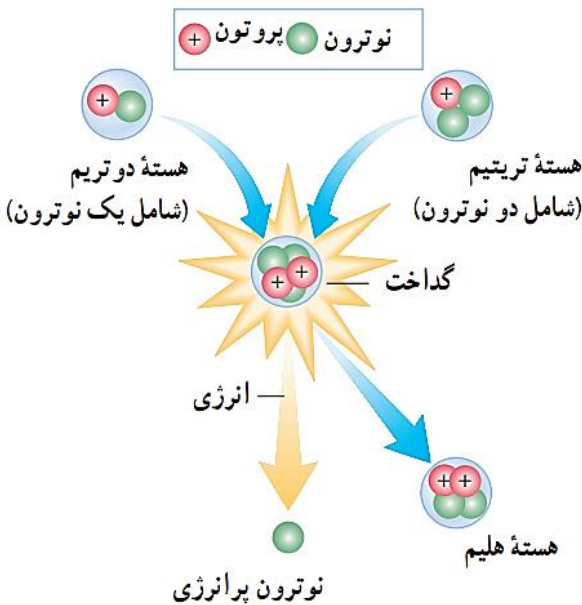 نوترون پروتون +
+
+
هستهٔ تریتیم
(شامل دو نوترون)
هستهٔ دوتریم
(شامل یک نوترون)
+ +
گداخت
انرژی
+ +
هستهٔ هلیم
نوترون پرانرژی